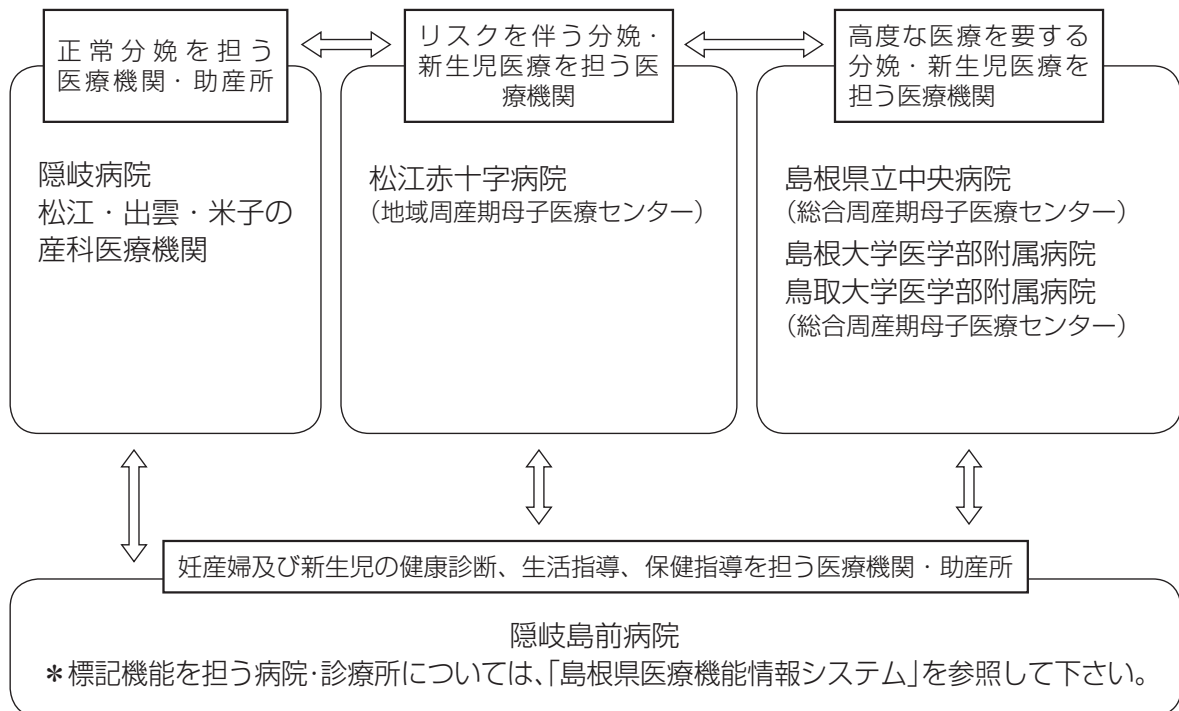 正常分娩を担う
医療機関・助産所
リスクを伴う分娩・
新生児医療を担う医
療機関
高度な医療を要する
分娩・新生児医療を
担う医療機関
隠岐病院
松江・出雲・米子の
産科医療機関
松江赤十字病院
（地域周産期母子医療センター）
島根県立中央病院
（総合周産期母子医療センター）
島根大学医学部附属病院
鳥取大学医学部附属病院
（総合周産期母子医療センター）
妊産婦及び新生児の健康診断、生活指導、保健指導を担う医療機関・助産所
隠岐島前病院
＊標記機能を担う病院・診療所については、「島根県医療機能情報システム」を参照して下さい。